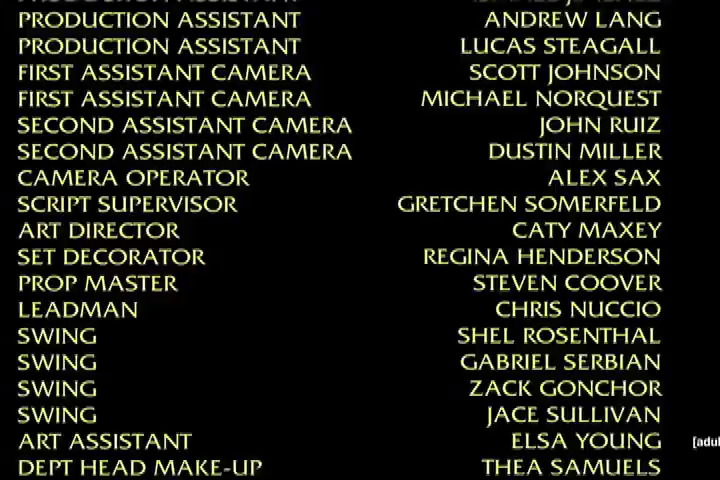 PRODUCTION ASSISTANT ANDREW LANG
PRODUCTION ASSISTANT LUCAS STEAGALL
FIRST ASSISTANT CAMERA SCOTT JOHNSON
FIRST ASSISTANT CAMERA MICHAEL NORQUEST
SECOND ASSISTANT CAMERA JOHN RUIZ
SECOND ASSISTANT CAMERA DUSTIN MILLER
CAMERA OPERATOR ALEX SAX
SCRIPT SUPERVISOR GRETCHEN SOMERFELD
ART DIRECTOR CATY MAXEY
SET DECORATOR REGINA HENDERSON
PROP MASTER STEVEN COOVER
LEADMAN CHRIS NUCCIO
SWING SHEL ROSENTHAL
SWING GABRIEL SERBIAN
SWING ZACK GONCHOR
SWING JACE SULLIVAN
ART ASSISTANT ELSA YOUNG
[adul
DEPT HEAD MAKE-UP THEA SAMUELS